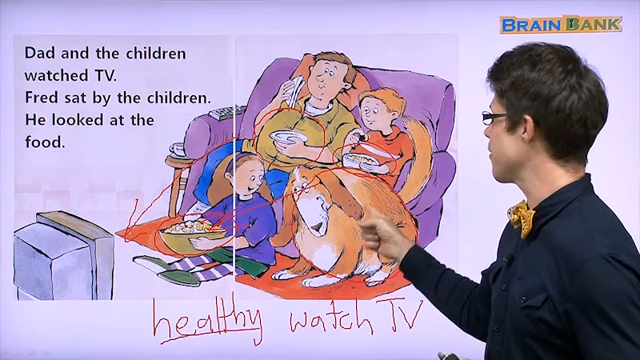 BRAIN BANK
Dad and the children
watched TV.
Fred sat by the children.
He looked at the
food.
healthy watch TV